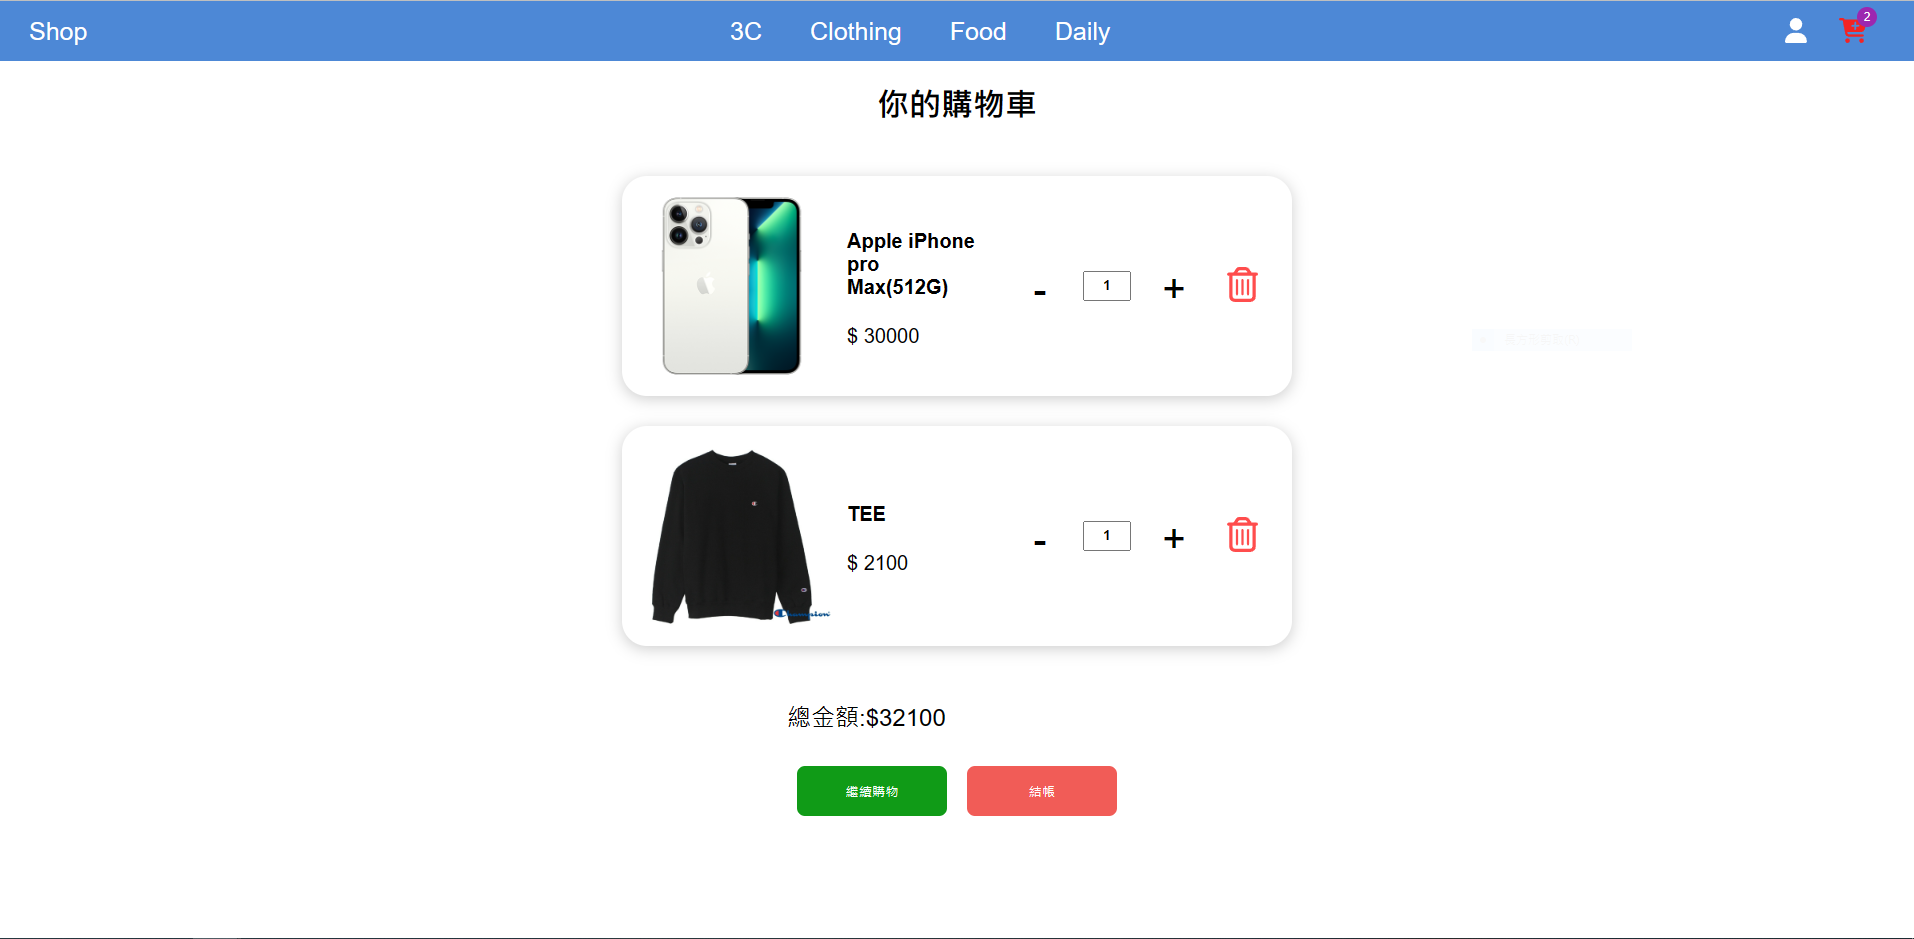 Shop
3C
Clothing
Food
Daily
2
你的購物車
Apple iPhone
pro
Max(512G)
$ 30000
-
1
+
TEE
$ 2100
-
1
+
Champion
總金額:$32100
繼續購物
結帳